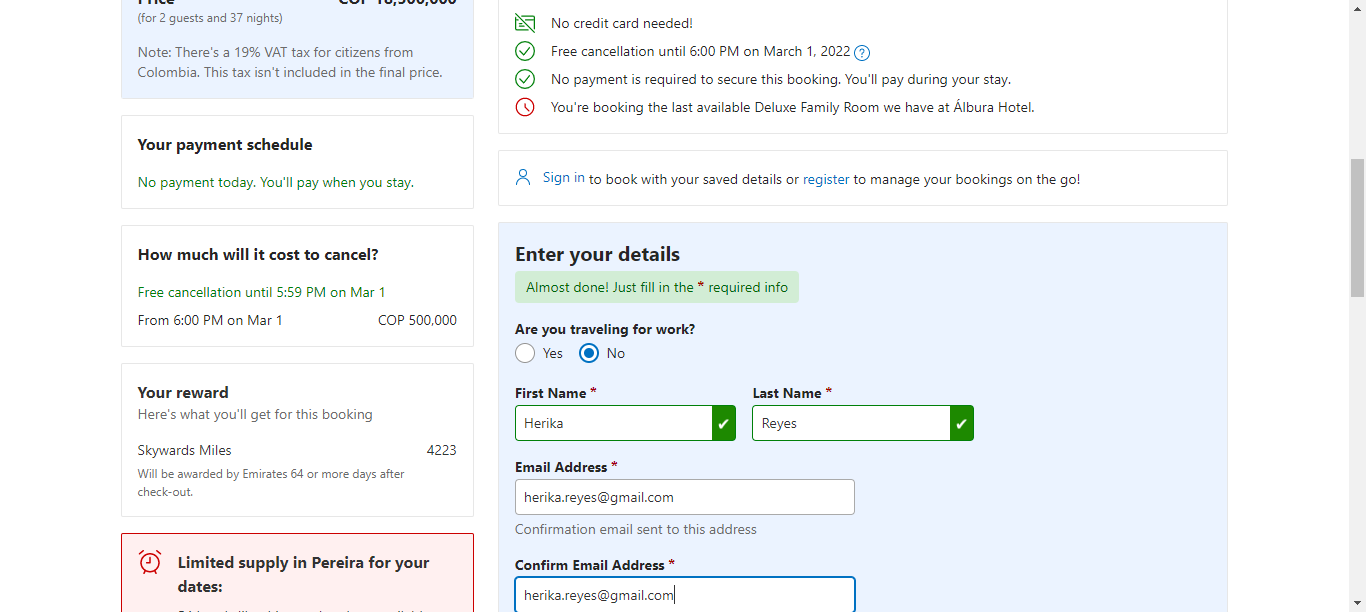 Price COP 18,500,000
(for 2 guests and 37 nights)
Note: There's a 19% VAT tax for citizens from
Colombia. This tax isn't included in the final price.
Your payment schedule
No payment today. You'll pay when you stay.
How much will it cost to cancel?
Free cancellation until 5:59 PM on Mar 1
From 6:00 PM on Mar 1 COP 500,000
Your reward
Here's what you'll get for this booking
Skywards Miles 4223
Will be awarded by Emirates 64 or more days after
check-out.
Limited supply in Pereira for your
dates:
No credit card needed!
Free cancellation until 6:00 PM on March 1, 2022 ?
No payment is required to secure this booking. You'll pay during your stay.
You're booking the last available Deluxe Family Room we have at Álbura Hotel.
Sign in to book with your saved details or register to manage your bookings on the go!
Enter your details
Almost done! Just fill in the * required info
Are you traveling for work?
Yes No
First Name * Last Name *
Herika Reyes
Email Address *
herika.reyes@gmail.com
Confirmation email sent to this address
Confirm Email Address *
herika.reyes@gmail.com